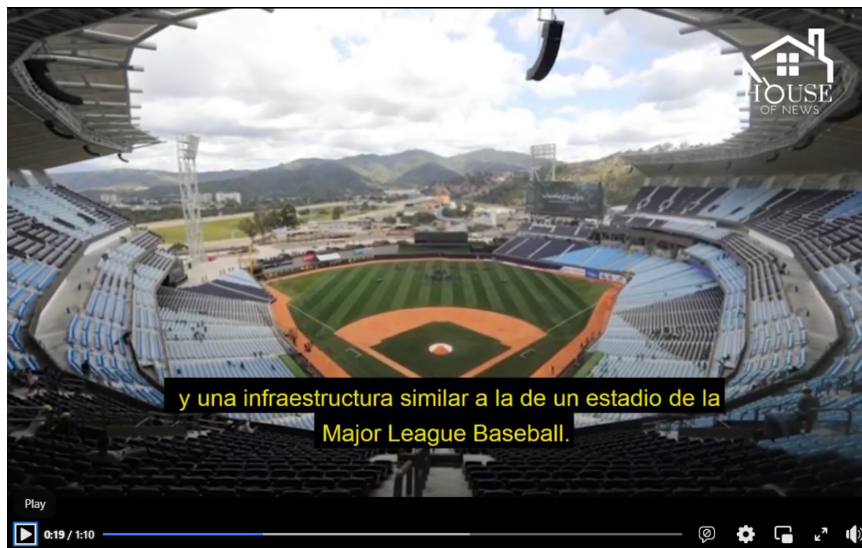 HOUSE
OF NEWS
y una infraestructura similar a la de un estadio de la
Major League Baseball.
Play
0:19 / 1:10